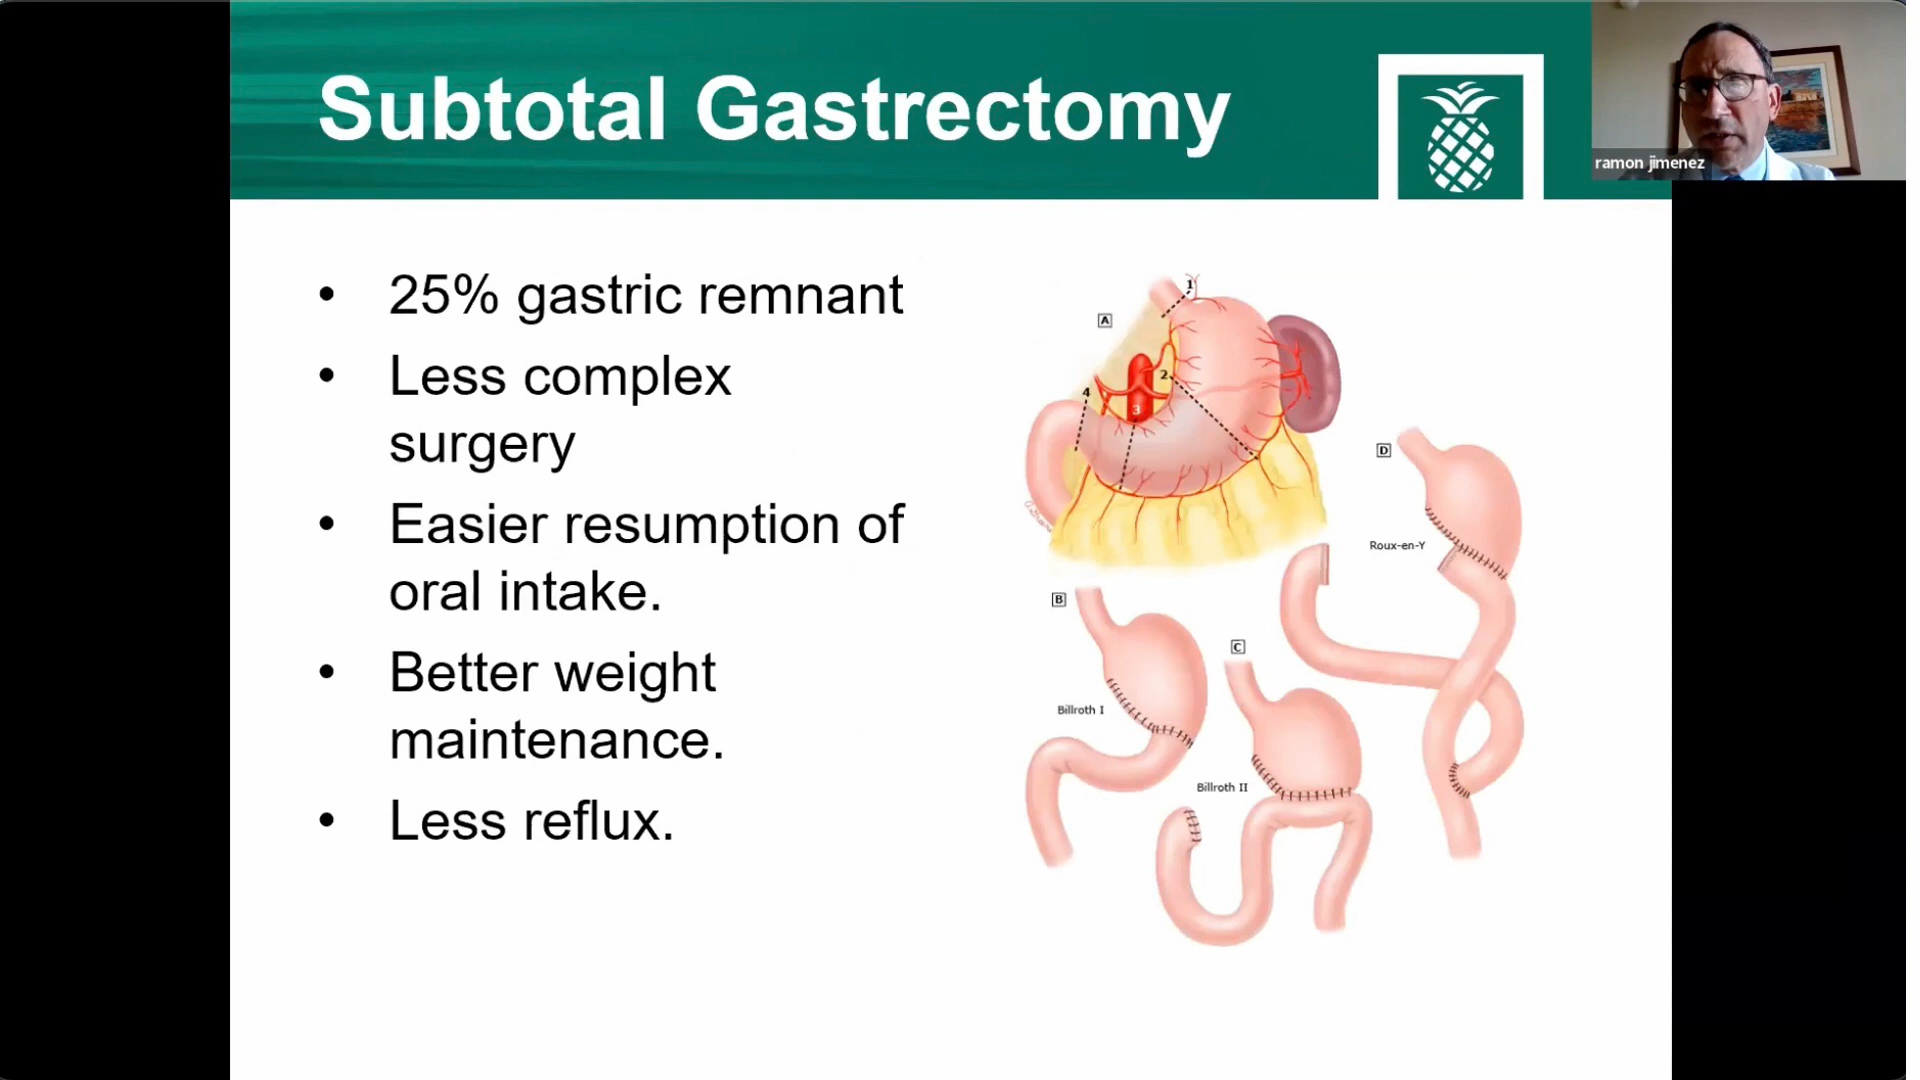 Subtotal Gastrectomy
ramon jimenez
• 25% gastric remnant
• Less complex
surgery
• Easier resumption of
oral intake.
• Better weight
maintenance.
• Less reflux.
1
A
2
4
3
D
Roux-en-Y
B
C
Billroth I
Billroth II